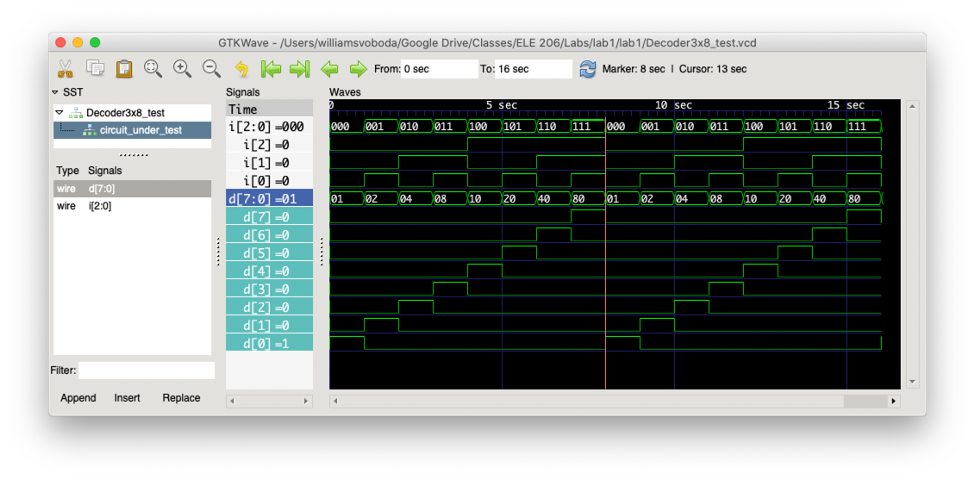 GTKWave - /Users/williamsvoboda/Google Drive/Classes/ELE 206/Labs/lab1/lab1/Decoder3x8_test.vcd
From: 0 sec To: 16 sec Marker: 8 sec | Cursor: 13 sec
SST
Decoder3x8_test
circuit_under_test
Type Signals
wire d[7:0]
wire i[2:0]
Filter:
Append Insert Replace
Signals
Time
i[2:0] =000
i[2] =0
i[1] =0
i[0] =0
d[7:0] =01
d[7] =0
d[6] =0
d[5] =0
d[4] =0
d[3] =0
d[2] =0
d[1] =0
d[0] =1
Waves
0 5 sec 10 sec 15 sec
000 001 010 011 100 101 110 111 000 001 010 011 100 101 110 111
01 02 04 08 10 20 40 80 01 02 04 08 10 20 40 80